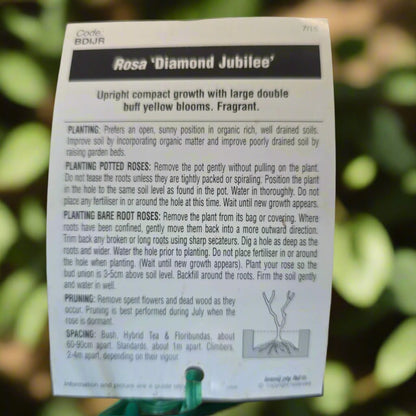 Code.
BDIJR
7/15
Rosa 'Diamond Jubilee'
Upright compact growth with large double
buff yellow blooms. Fragrant.
PLANTING: Prefers an open, sunny position in organic rich, well drained soils.
Improve soil by incorporating organic matter and improve poorly drained soil by
raising garden beds.
PLANTING POTTED ROSES: Remove the pot gently without pulling on the plant.
Do not tease the roots unless they are tightly packed or spiraling. Position the plant
in the hole to the same soil level as found in the pot. Water in thoroughly. Do not
place any fertiliser in or around the hole at this time. Wait until new growth appears.
PLANTING BARE ROOT ROSES: Remove the plant from its bag or covering. Where
roots have been confined, gently move them back into a more outward direction.
Trim back any broken or long roots using sharp secateurs. Dig a hole as deep as the
roots and wider. Water the hole prior to planting. Do not place fertiliser in or around
the hole when planting. (Wait until new growth appears). Plant your rose so the
bud union is 3-5cm above soil level. Backfill around the roots. Firm the soil gently
and water in well.
PRUNING: Remove spent flowers and dead wood as they
occur. Pruning is best performed during July when the
rose is dormant.
SPACING: Bush, Hybrid Tea & Floribundas, about
60-90cm apart. Standards, about 1m apart. Climbers,
2-4m apart, depending on their vigour.
Information and picture are a guide
© Copyright reserved